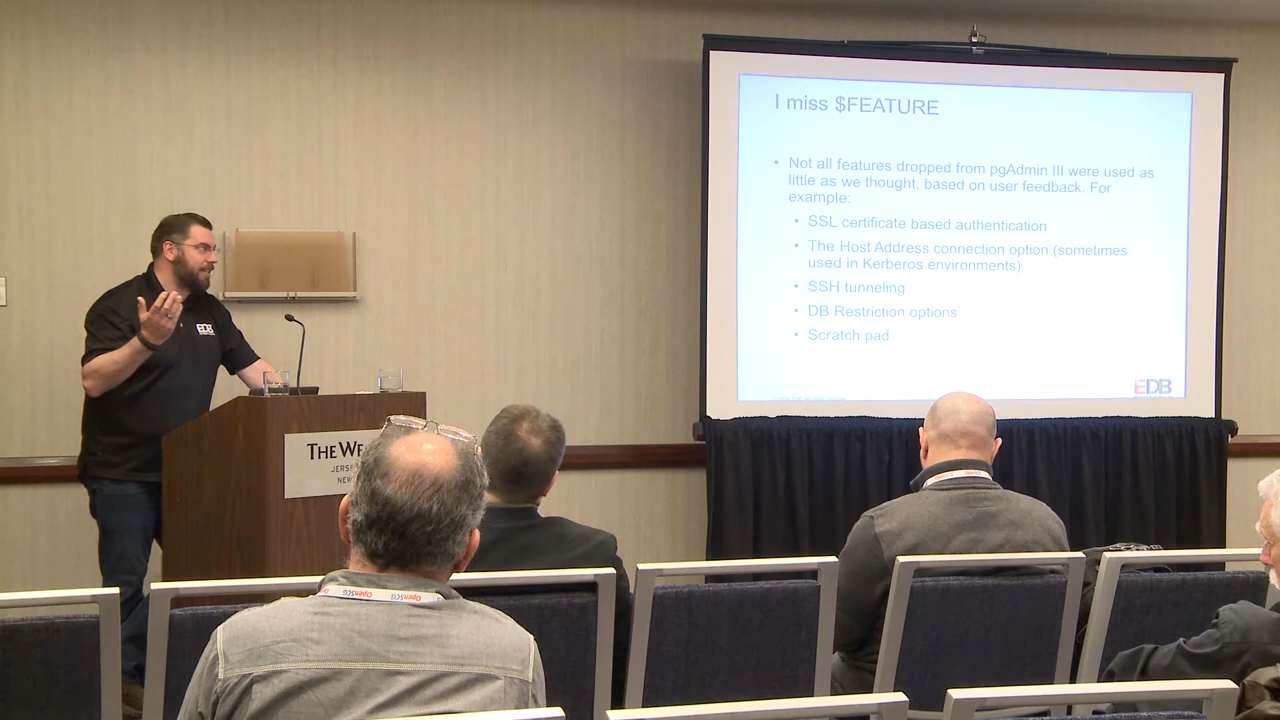 I miss $FEATURE
• Not all features dropped from pgAdmin III were used as
little as we thought, based on user feedback. For
example:
• SSL certificate based authentication
• The Host Address connection option (sometimes
used in Kerberos environments)
• SSH tunneling
• DB Restriction options
• Scratch pad
EDB
EDB
THE WE
JERSE
NEW
OpenSCG
OpenSCG